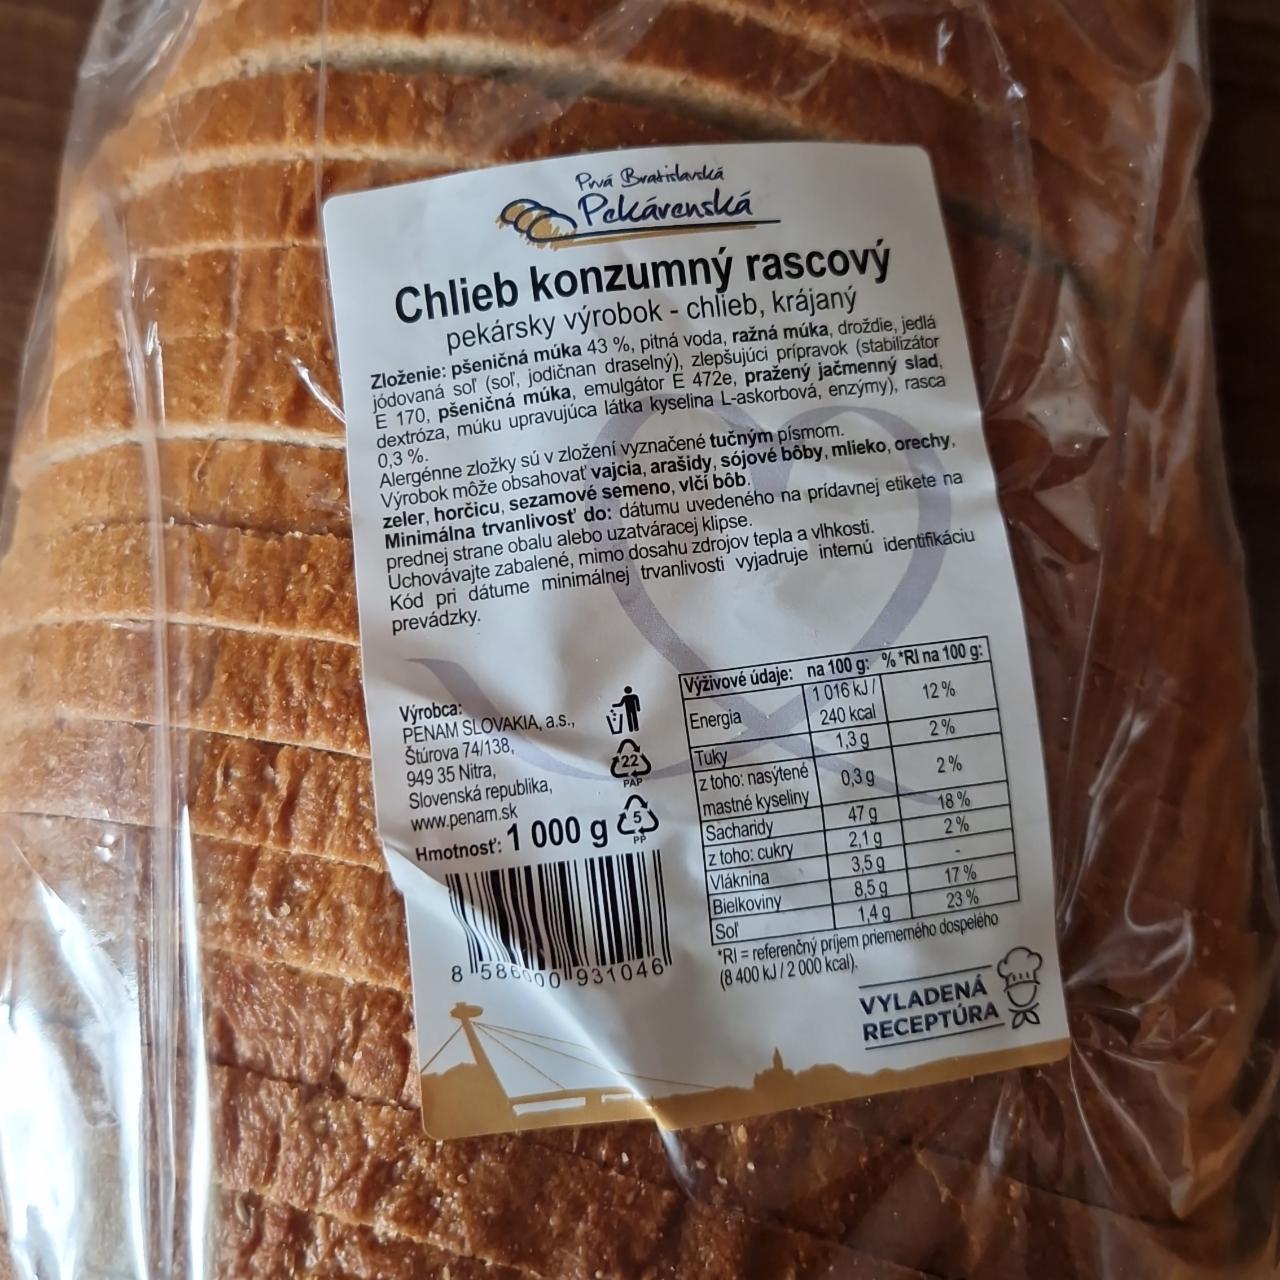 Prvá Bratislavská
Pekárenská
Chlieb konzumný rascový
pekársky výrobok - chlieb, krájaný
Zloženie: pšeničná múka 43 %, pitná voda, ražná múka, droždie, jedlá
jódovaná soľ (soľ, jodičnan draselný), zlepšujúci prípravok (stabilizátor
E 170, pšeničná múka, emulgátor E 472e, pražený jačmenný slad,
dextróza, múku upravujúca látka kyselina L-askorbová, enzýmy), rasca
0,3 %.
Alergénne zložky sú v zložení vyznačené tučným písmom.
Výrobok môže obsahovať vajcia, arašidy, sójové bôby, mlieko, orechy,
zeler, horčicu, sezamové semeno, vlčí bôb.
Minimálna trvanlivosť do: dátumu uvedeného na prídavnej etikete na
prednej strane obalu alebo uzatváracej klipse.
Uchovávajte zabalené, mimo dosahu zdrojov tepla a vlhkosti.
Kód pri dátume minimálnej trvanlivosti vyjadruje internú identifikáciu
prevádzky.
Výrobca:
PENAM SLOVAKIA, a.s.,
Štúrova 74/138,
949 35 Nitra,
Slovenská republika,
www.penam.sk
Hmotnosť: 1 000 g
22
PAP
5
PP
8 586000 931046
Výživové údaje: na 100 g: % *RI na 100 g:
Energia 1 016 kJ / 240 kcal 12 %
Tuky 1,3 g 2 %
z toho: nasýtené mastné kyseliny 0,3 g 2 %
Sacharidy 47 g 18 %
z toho: cukry 2,1 g 2 %
Vláknina 3,5 g -
Bielkoviny 8,5 g 17 %
Soľ 1,4 g 23 %
*RI = referenčný príjem priemerného dospelého
(8 400 kJ / 2 000 kcal).
VYLADENÁ
RECEPTÚRA